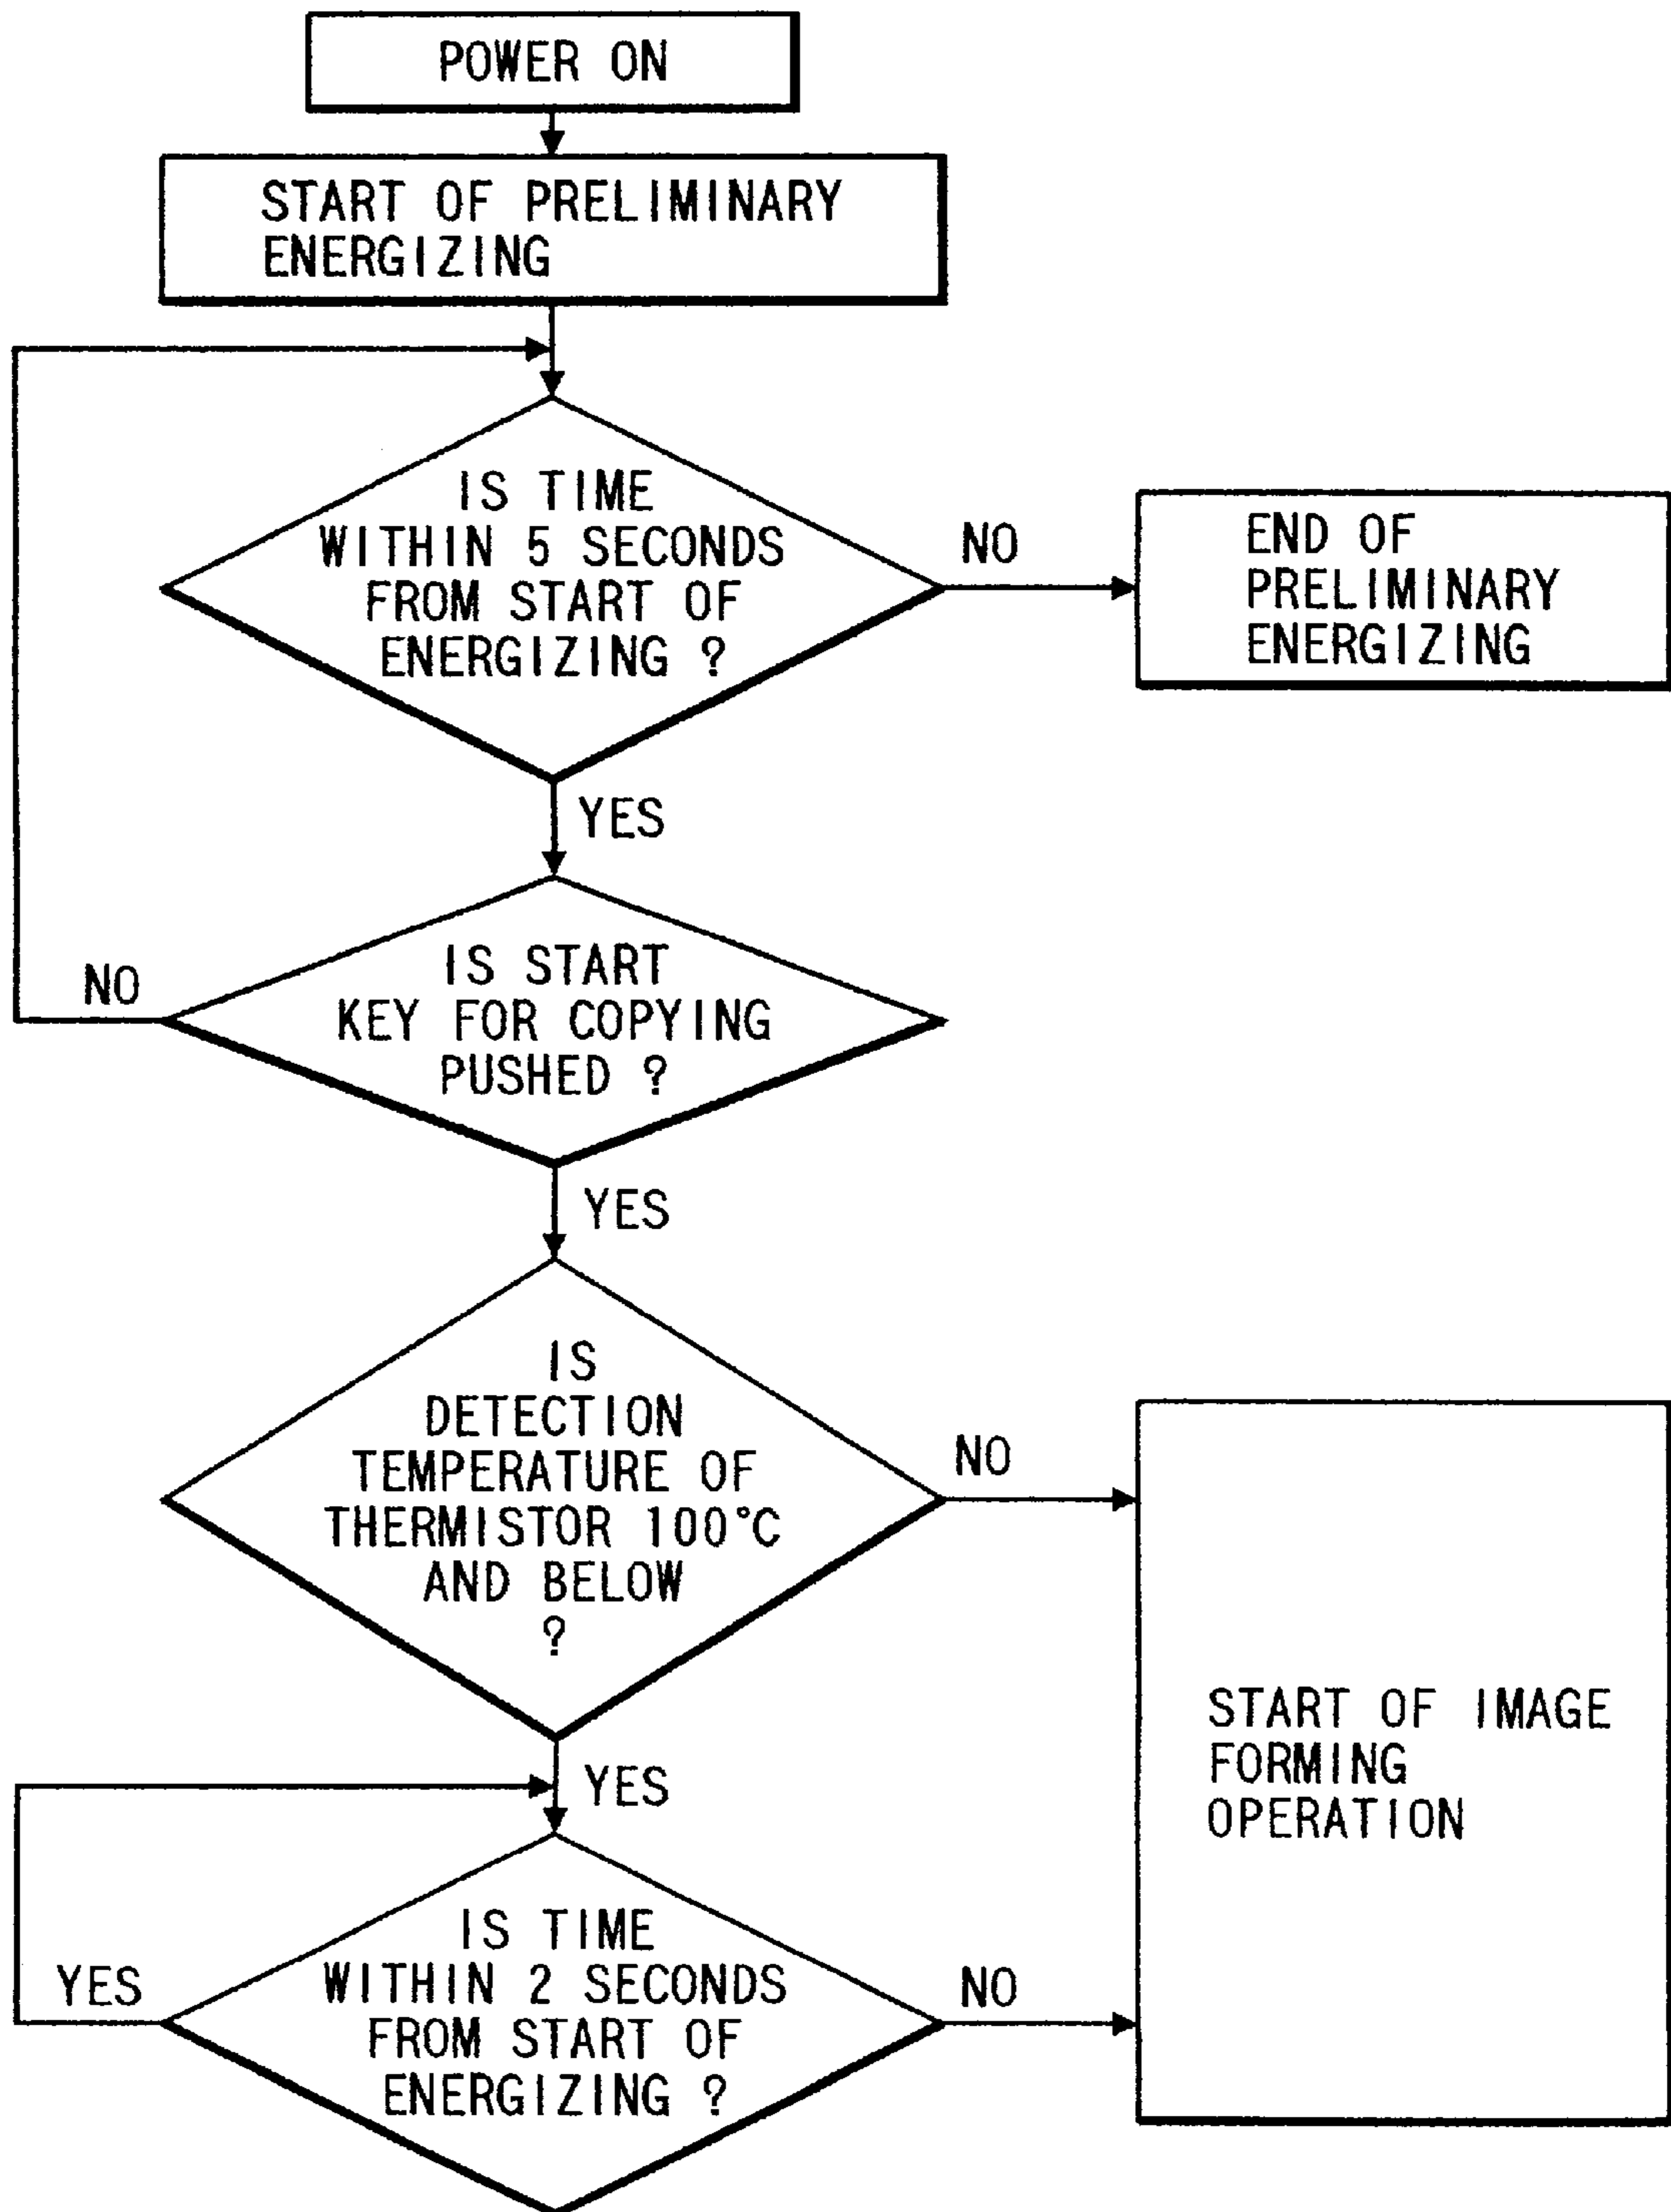 POWER ON
START OF PRELIMINARY
ENERGIZING
IS TIME
WITHIN 5 SECONDS
FROM START OF
ENERGIZING ?
NO
END OF
PRELIMINARY
ENERGIZING
YES
IS START
KEY FOR COPYING
PUSHED ?
NO
YES
IS
DETECTION
TEMPERATURE OF
THERMISTOR 100°C
AND BELOW
?
NO
YES
START OF IMAGE
FORMING
OPERATION
IS TIME
WITHIN 2 SECONDS
FROM START OF
ENERGIZING ?
YES
NO